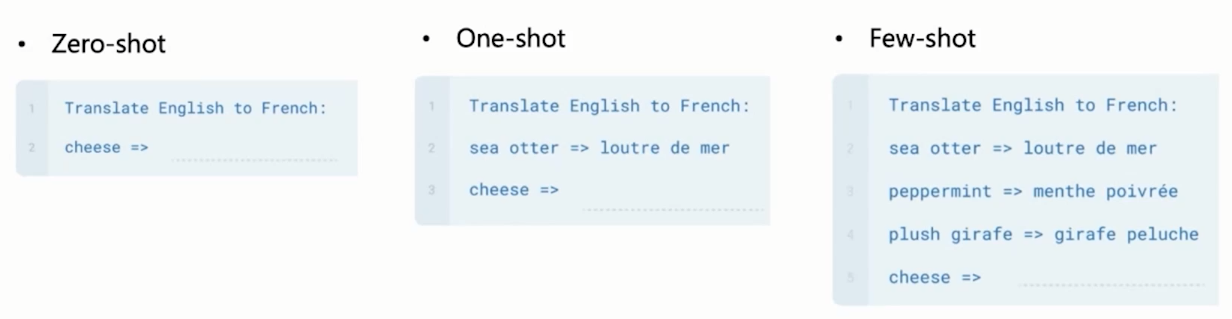 • Zero-shot
1 Translate English to French:
2 cheese =>
• One-shot
1 Translate English to French:
2 sea otter => loutre de mer
3 cheese =>
• Few-shot
1 Translate English to French:
2 sea otter => loutre de mer
3 peppermint => menthe poivrée
4 plush girafe => girafe peluche
5 cheese =>